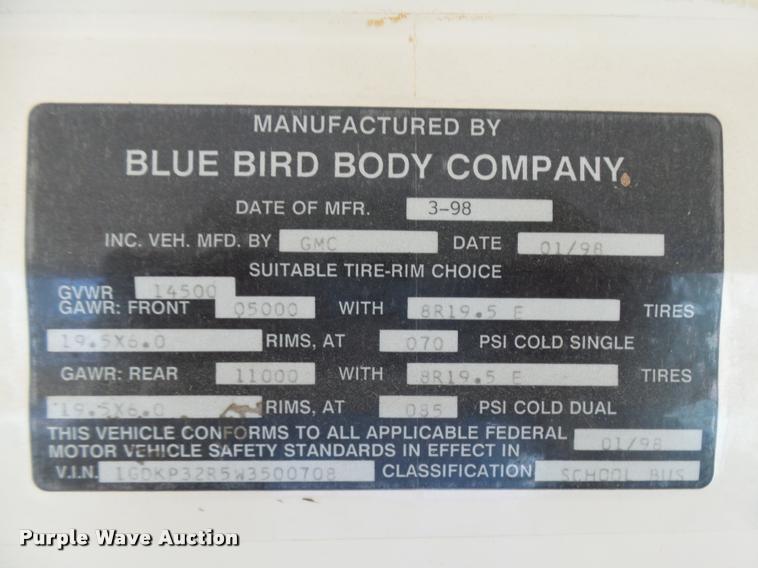 MANUFACTURED BY
BLUE BIRD BODY COMPANY
DATE OF MFR. 3-98
INC. VEH. MFD. BY GMC DATE 01/98
SUITABLE TIRE-RIM CHOICE
GVWR 14500
GAWR: FRONT 05000 WITH 8R19.5 E TIRES
19.5X6.0 RIMS, AT 070 PSI COLD SINGLE
GAWR: REAR 11000 WITH 8R19.5 E TIRES
19.5X6.0 RIMS, AT 085 PSI COLD DUAL
THIS VEHICLE CONFORMS TO ALL APPLICABLE FEDERAL
MOTOR VEHICLE SAFETY STANDARDS IN EFFECT IN 01/98
V.I.N. 1GDKP32R5W3500708 CLASSIFICATION SCHOOL BUS
Purple Wave Auction